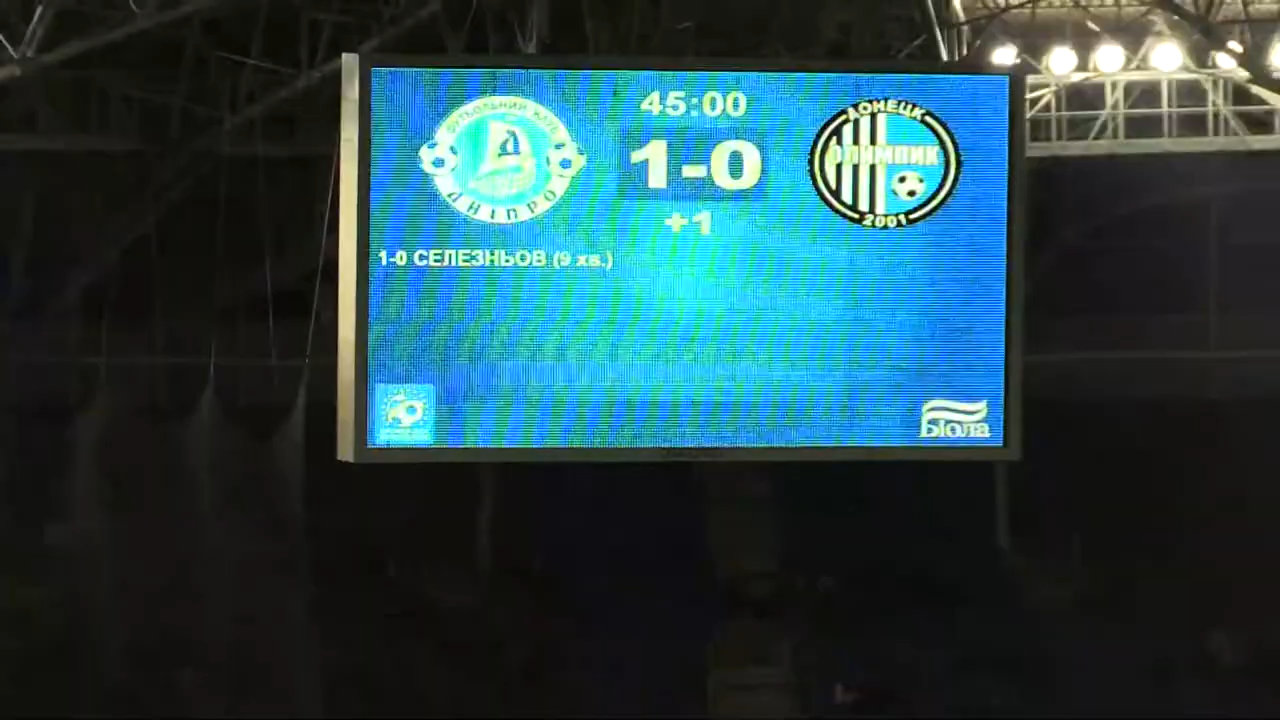 45:00
1-0
+1
ФУТБОЛЬНИЙ КЛУБ
ДНІПРО
ДОНЕЦК
ОЛИМПИК
2001
1-0 СЕЛЕЗНЬОВ (9 хв.)
Біола